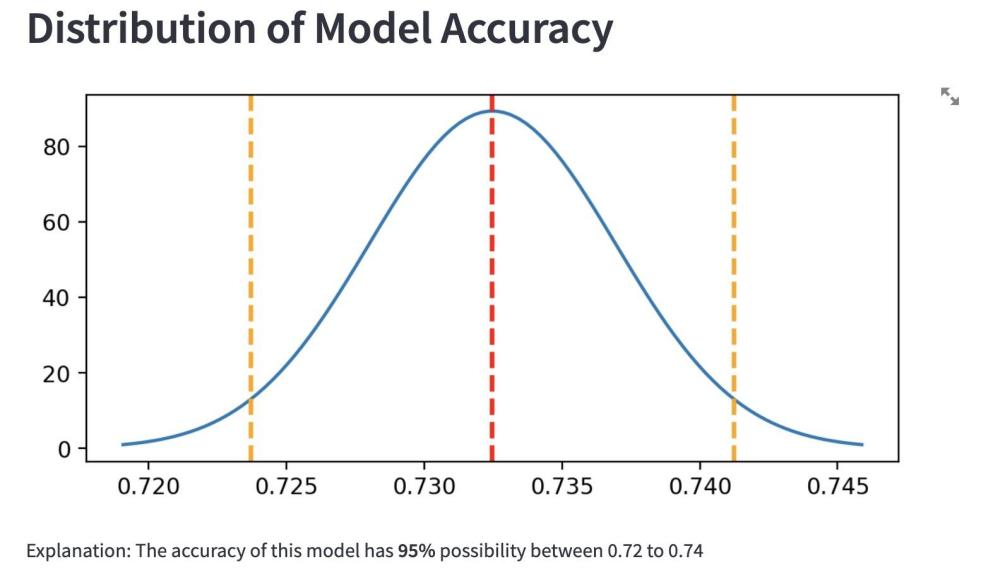 Distribution of Model Accuracy
80
60
40
20
0
0.720 0.725 0.730 0.735 0.740 0.745
Explanation: The accuracy of this model has 95% possibility between 0.72 to 0.74